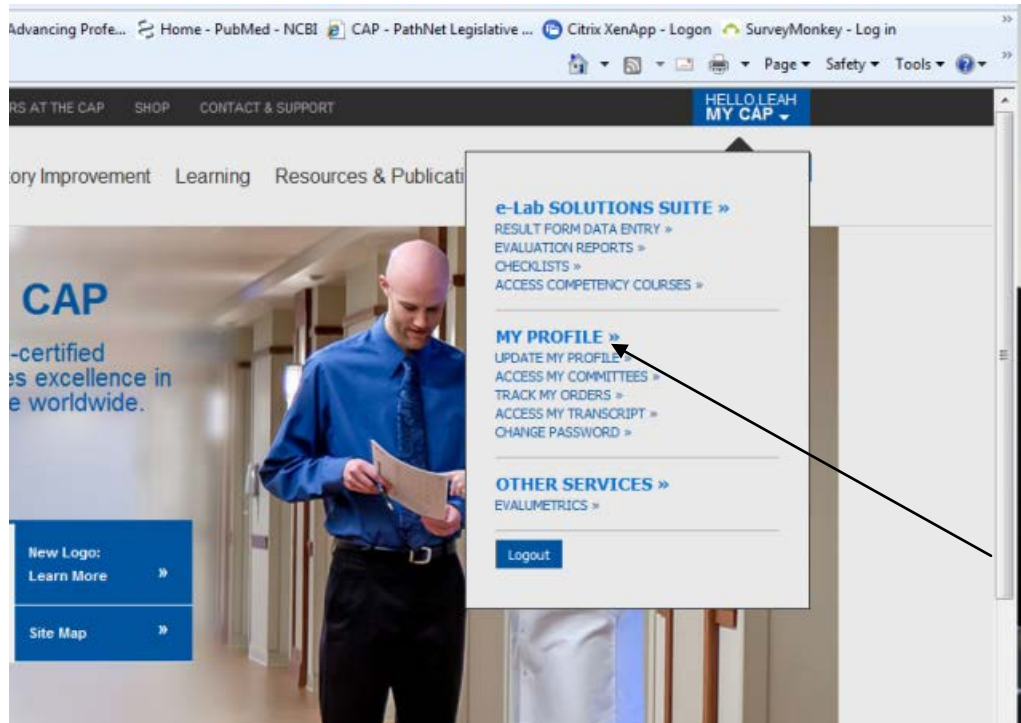 Advancing Profe... Home - PubMed - NCBI CAP - PathNet Legislative ... Citrix XenApp - Logon SurveyMonkey - Log in »
Page Safety Tools »
RS AT THE CAP SHOP CONTACT & SUPPORT HELLO,LEAH
MY CAP
ory Improvement Learning Resources & Publicati
e-Lab SOLUTIONS SUITE »
RESULT FORM DATA ENTRY »
EVALUATION REPORTS »
CHECKLISTS »
ACCESS COMPETENCY COURSES »
MY PROFILE »
UPDATE MY PROFILE »
ACCESS MY COMMITTEES »
TRACK MY ORDERS »
ACCESS MY TRANSCRIPT »
CHANGE PASSWORD »
OTHER SERVICES »
EVALUMETRICS »
Logout
CAP
-certified
es excellence in
e worldwide.
New Logo:
Learn More »
Site Map »